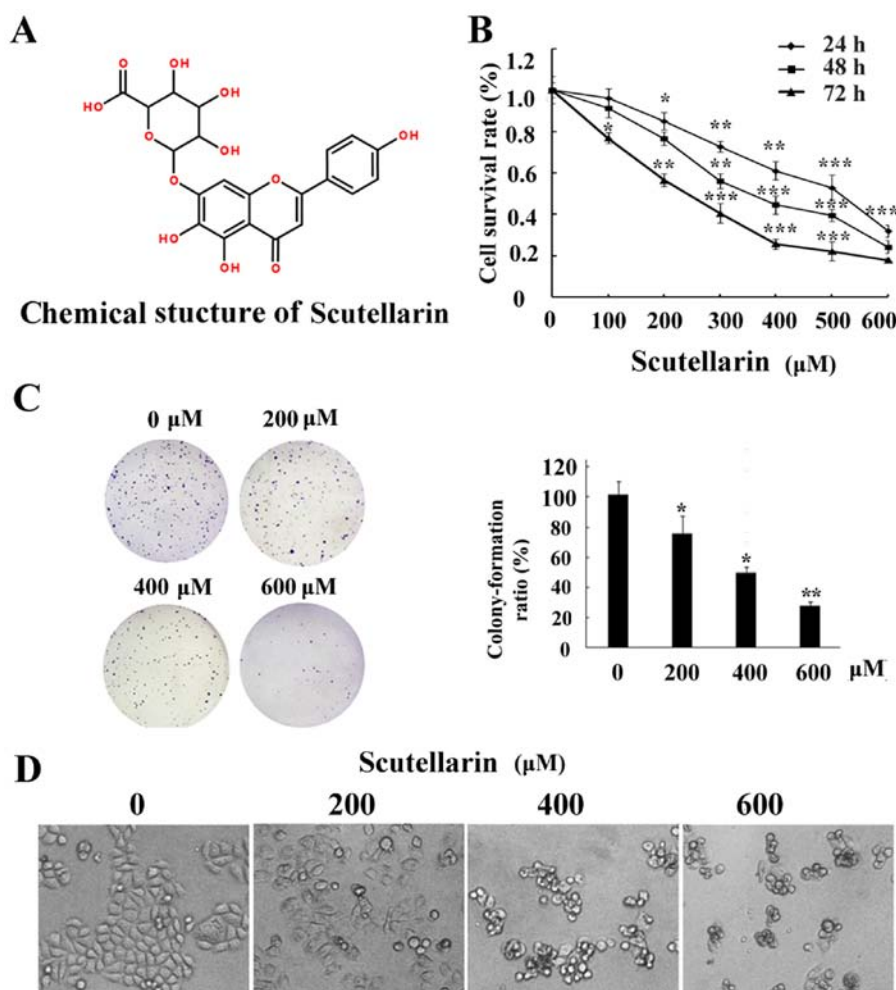 A
O
OH
HO
OH
O
OH
OH
O
O
HO
OH
O
Chemical stucture of Scutellarin
B
Cell survival rate (%)
1.2
1.0
0.8
0.6
0.4
0.2
0
24 h
48 h
72 h
*
**
**
***
***
*
**
***
***
**
***
***
***
0
100
200
300
400
500
600
Scutellarin (μM)
C
0 μM
200 μM
400 μM
600 μM
Colony-formation
ratio (%)
120
100
80
60
40
20
0
*
*
**
0
200
400
600
μM
D
Scutellarin (μM)
0
200
400
600